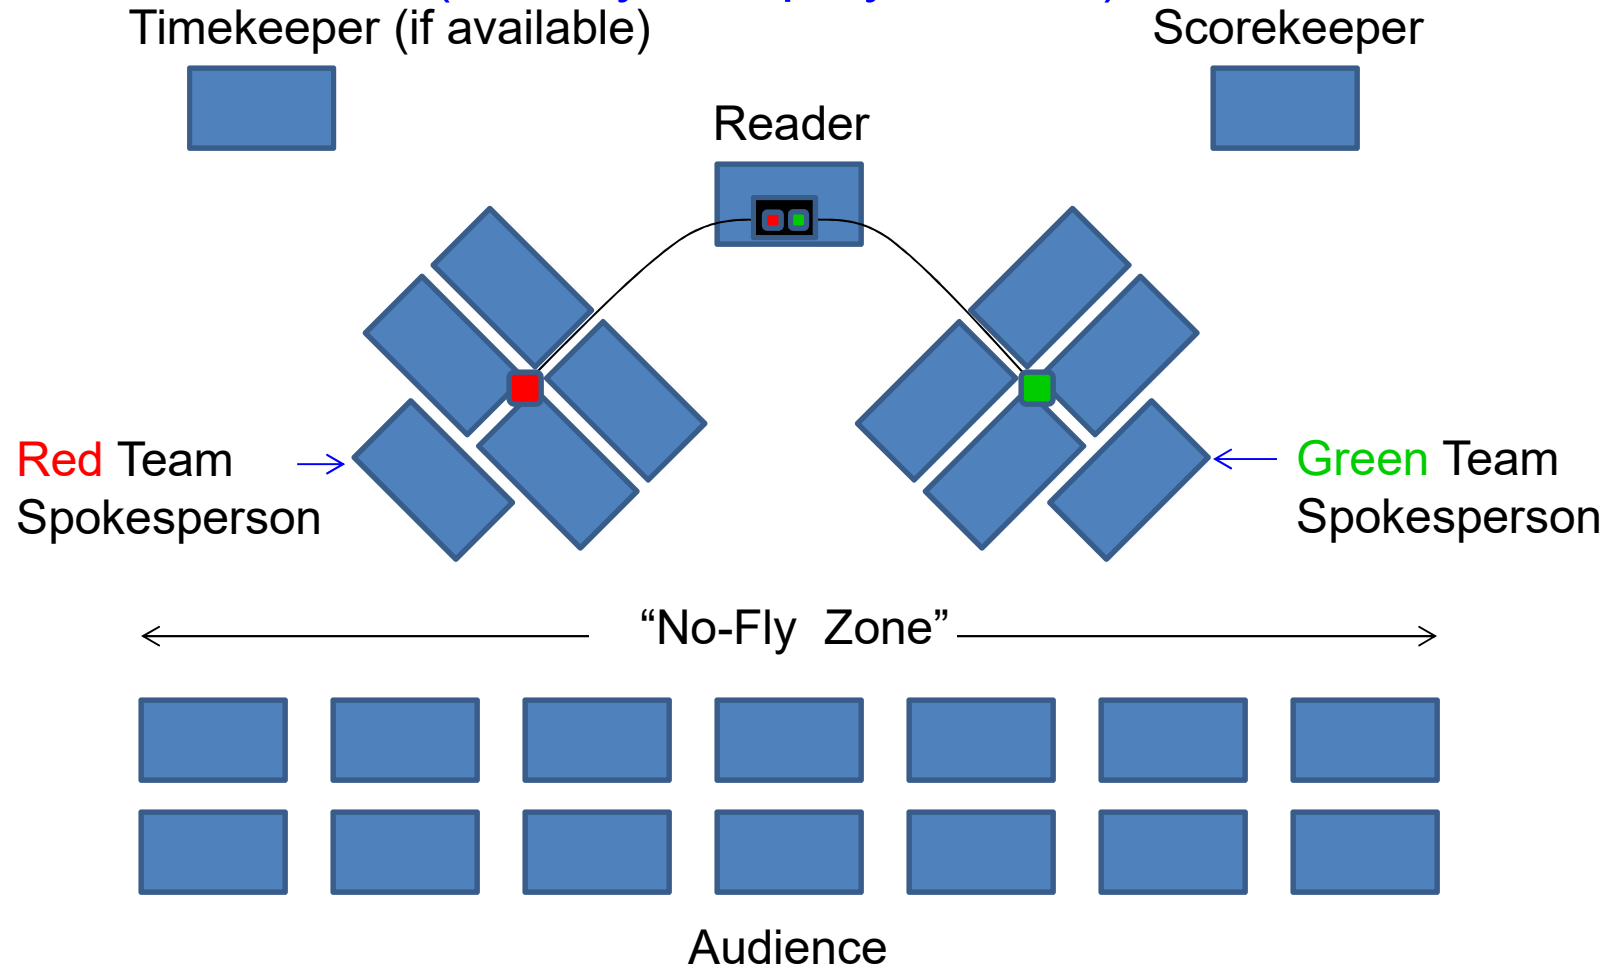 Timekeeper (if available)
Scorekeeper
Reader
Red Team
Spokesperson
Green Team
Spokesperson
“No-Fly Zone”
Audience